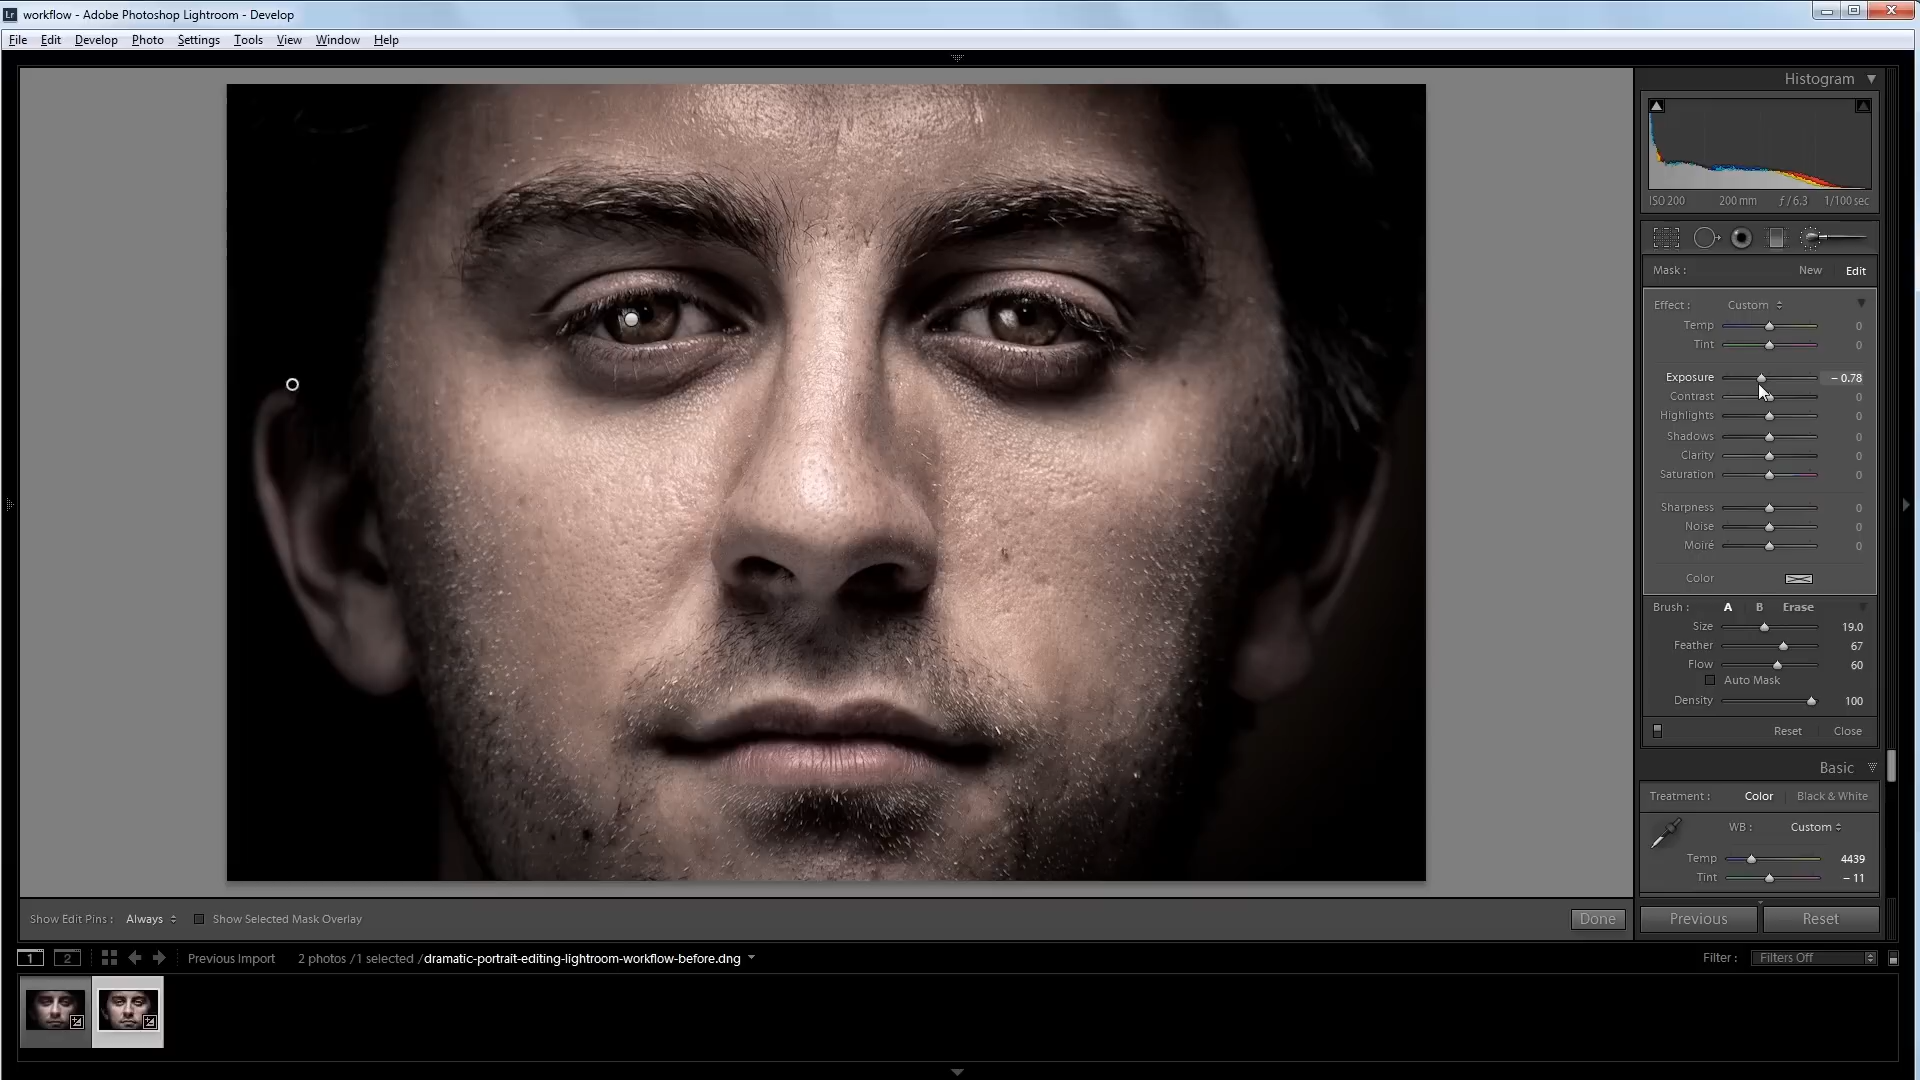 Lr workflow - Adobe Photoshop Lightroom - Develop
File Edit Develop Photo Settings Tools View Window Help
Histogram
ISO 200 200 mm ƒ / 6.3 1/100 sec
Mask : New Edit
Effect : Custom
Temp 0
Tint 0
Exposure – 0.78
Contrast 0
Highlights 0
Shadows 0
Clarity 0
Saturation 0
Sharpness 0
Noise 0
Moiré 0
Color
Brush : A B Erase
Size 19.0
Feather 67
Flow 60
Auto Mask
Density 100
Reset Close
Basic
Treatment : Color Black & White
WB : Custom
Temp 4439
Tint – 11
Show Edit Pins : Always Show Selected Mask Overlay Done
Previous Reset
1 2 Previous Import 2 photos /1 selected /dramatic-portrait-editing-lightroom-workflow-before.dng Filter : Filters Off